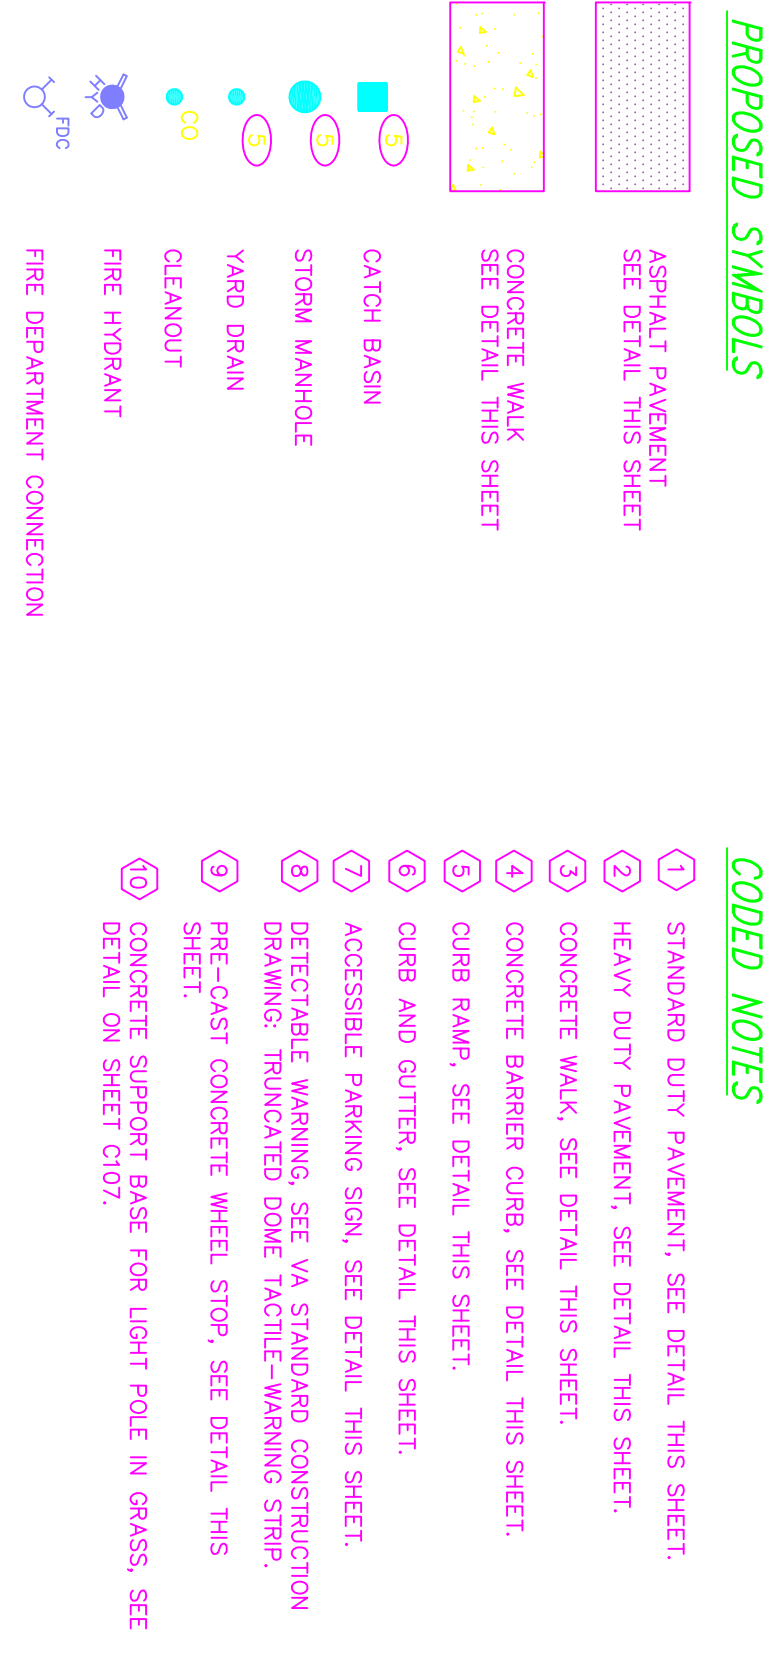 PROPOSED SYMBOLS
ASPHALT PAVEMENT
SEE DETAIL THIS SHEET
CONCRETE WALK
SEE DETAIL THIS SHEET
5
CATCH BASIN
5
STORM MANHOLE
5
YARD DRAIN
CO
CLEANOUT
FIRE HYDRANT
FDC
FIRE DEPARTMENT CONNECTION
CODED NOTES
1 STANDARD DUTY PAVEMENT, SEE DETAIL THIS SHEET.
2 HEAVY DUTY PAVEMENT, SEE DETAIL THIS SHEET.
3 CONCRETE WALK, SEE DETAIL THIS SHEET.
4 CONCRETE BARRIER CURB, SEE DETAIL THIS SHEET.
5 CURB RAMP, SEE DETAIL THIS SHEET.
6 CURB AND GUTTER, SEE DETAIL THIS SHEET.
7 ACCESSIBLE PARKING SIGN, SEE DETAIL THIS SHEET.
8 DETECTABLE WARNING, SEE VA STANDARD CONSTRUCTION
DRAWING: TRUNCATED DOME TACTILE-WARNING STRIP.
9 PRE-CAST CONCRETE WHEEL STOP, SEE DETAIL THIS
SHEET.
10 CONCRETE SUPPORT BASE FOR LIGHT POLE IN GRASS, SEE
DETAIL ON SHEET C107.